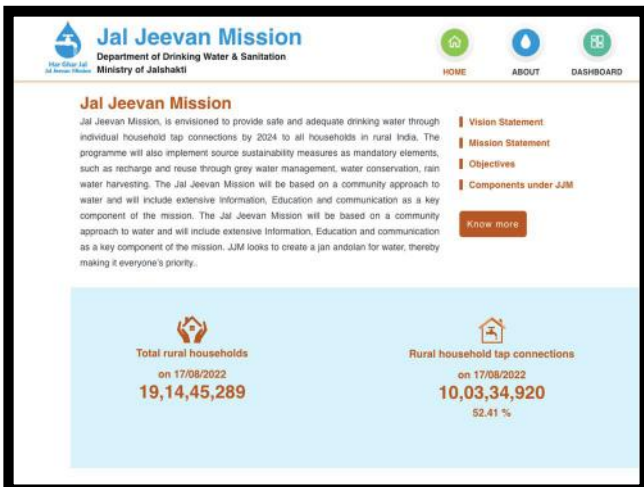 Jal Jeevan Mission
Department of Drinking Water & Sanitation
Ministry of Jalshakti
Har Ghar Jal
Jal Jeevan Mission
HOME
ABOUT
DASHBOARD
Jal Jeevan Mission
Jal Jeevan Mission, is envisioned to provide safe and adequate drinking water through
individual household tap connections by 2024 to all households in rural India. The
programme will also implement source sustainability measures as mandatory elements,
such as recharge and reuse through grey water management, water conservation, rain
water harvesting. The Jal Jeevan Mission will be based on a community approach to
water and will include extensive Information, Education and communication as a key
component of the mission. The Jal Jeevan Mission will be based on a community
approach to water and will include extensive Information, Education and communication
as a key component of the mission. JJM looks to create a jan andolan for water, thereby
making it everyone's priority..
Vision Statement
Mission Statement
Objectives
Components under JJM
Know more
Total rural households
on 17/08/2022
19,14,45,289
Rural household tap connections
on 17/08/2022
10,03,34,920
52.41 %